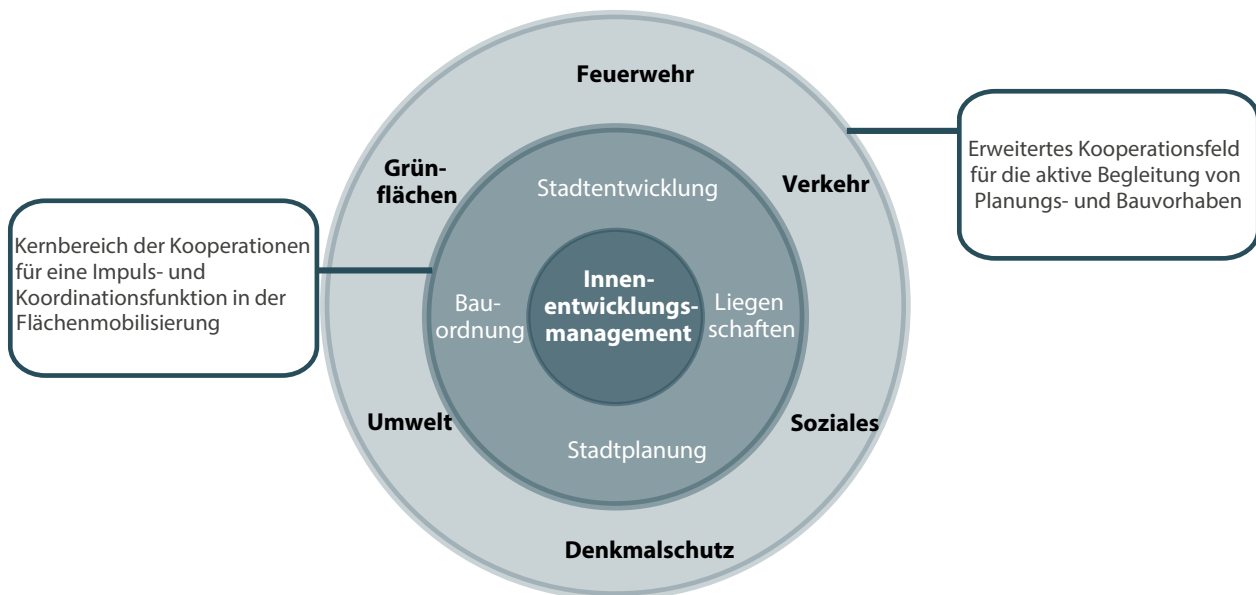 Feuerwehr
Grün-
flächen
Verkehr
Stadtentwicklung
Erweitertes Kooperationsfeld
für die aktive Begleitung von
Planungs- und Bauvorhaben
Kernbereich der Kooperationen
für eine Impuls- und
Koordinationsfunktion in der
Flächenmobilisierung
Bau-
ordnung
Innen-
entwicklungs-
management
Liegen
schaften
Umwelt
Soziales
Stadtplanung
Denkmalschutz